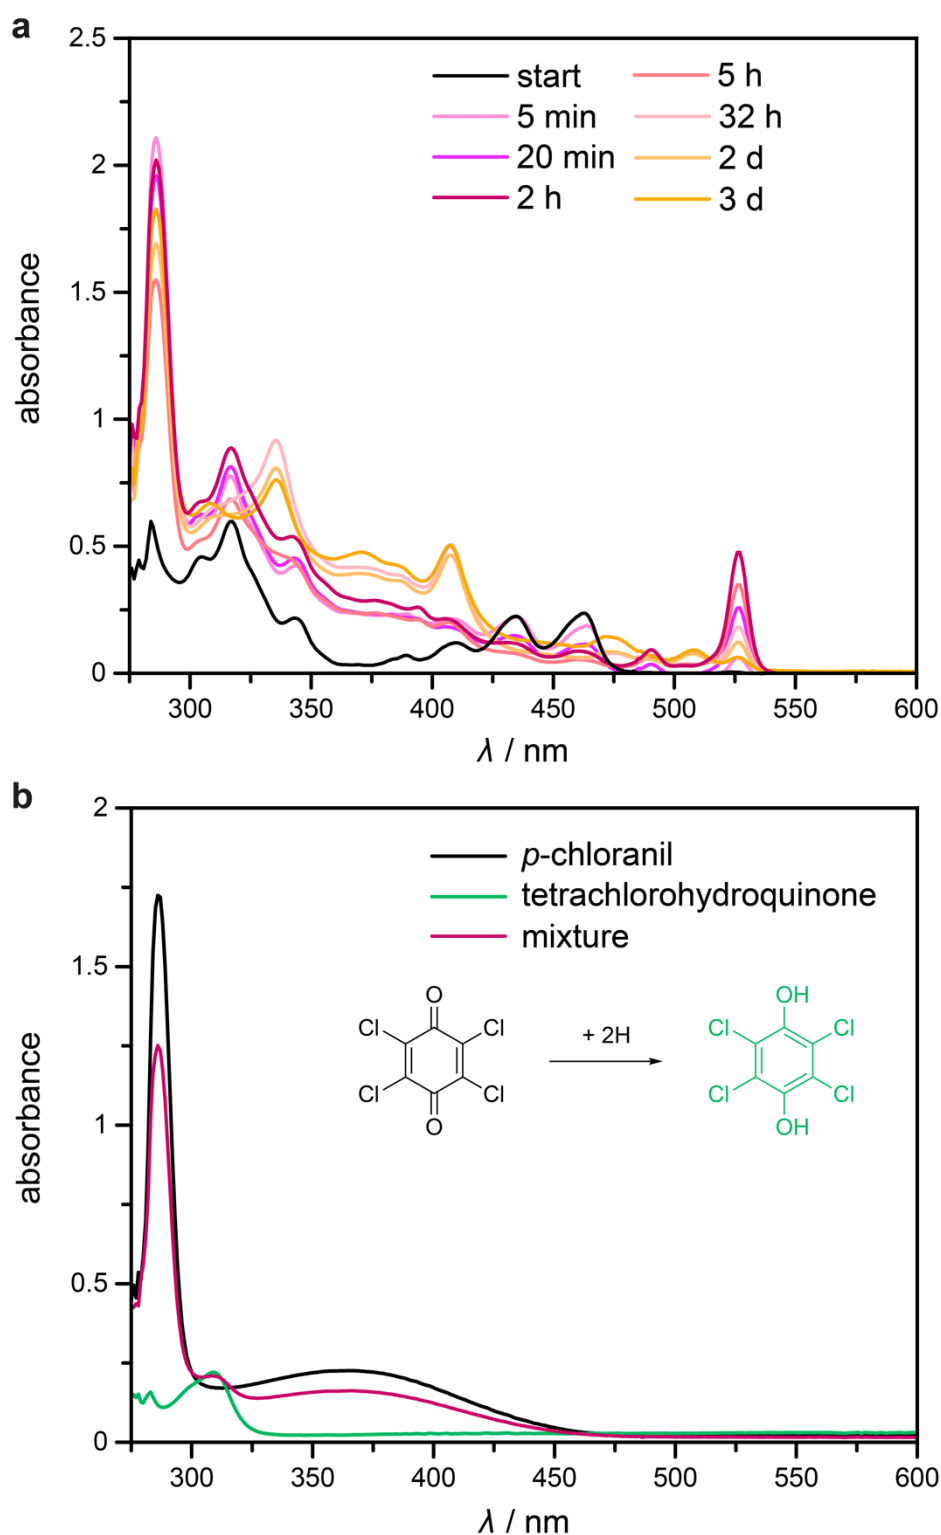 a
absorbance
2.5
2
1.5
1
0.5
0
start
5 min
20 min
2 h
5 h
32 h
2 d
3 d
300
350
400
450
500
550
600
λ / nm
b
absorbance
2
1.5
1
0.5
0
p-chloranil
tetrachlorohydroquinone
mixture
O
Cl Cl
Cl Cl
O
+ 2H
OH
Cl Cl
Cl Cl
OH
300
350
400
450
500
550
600
λ / nm